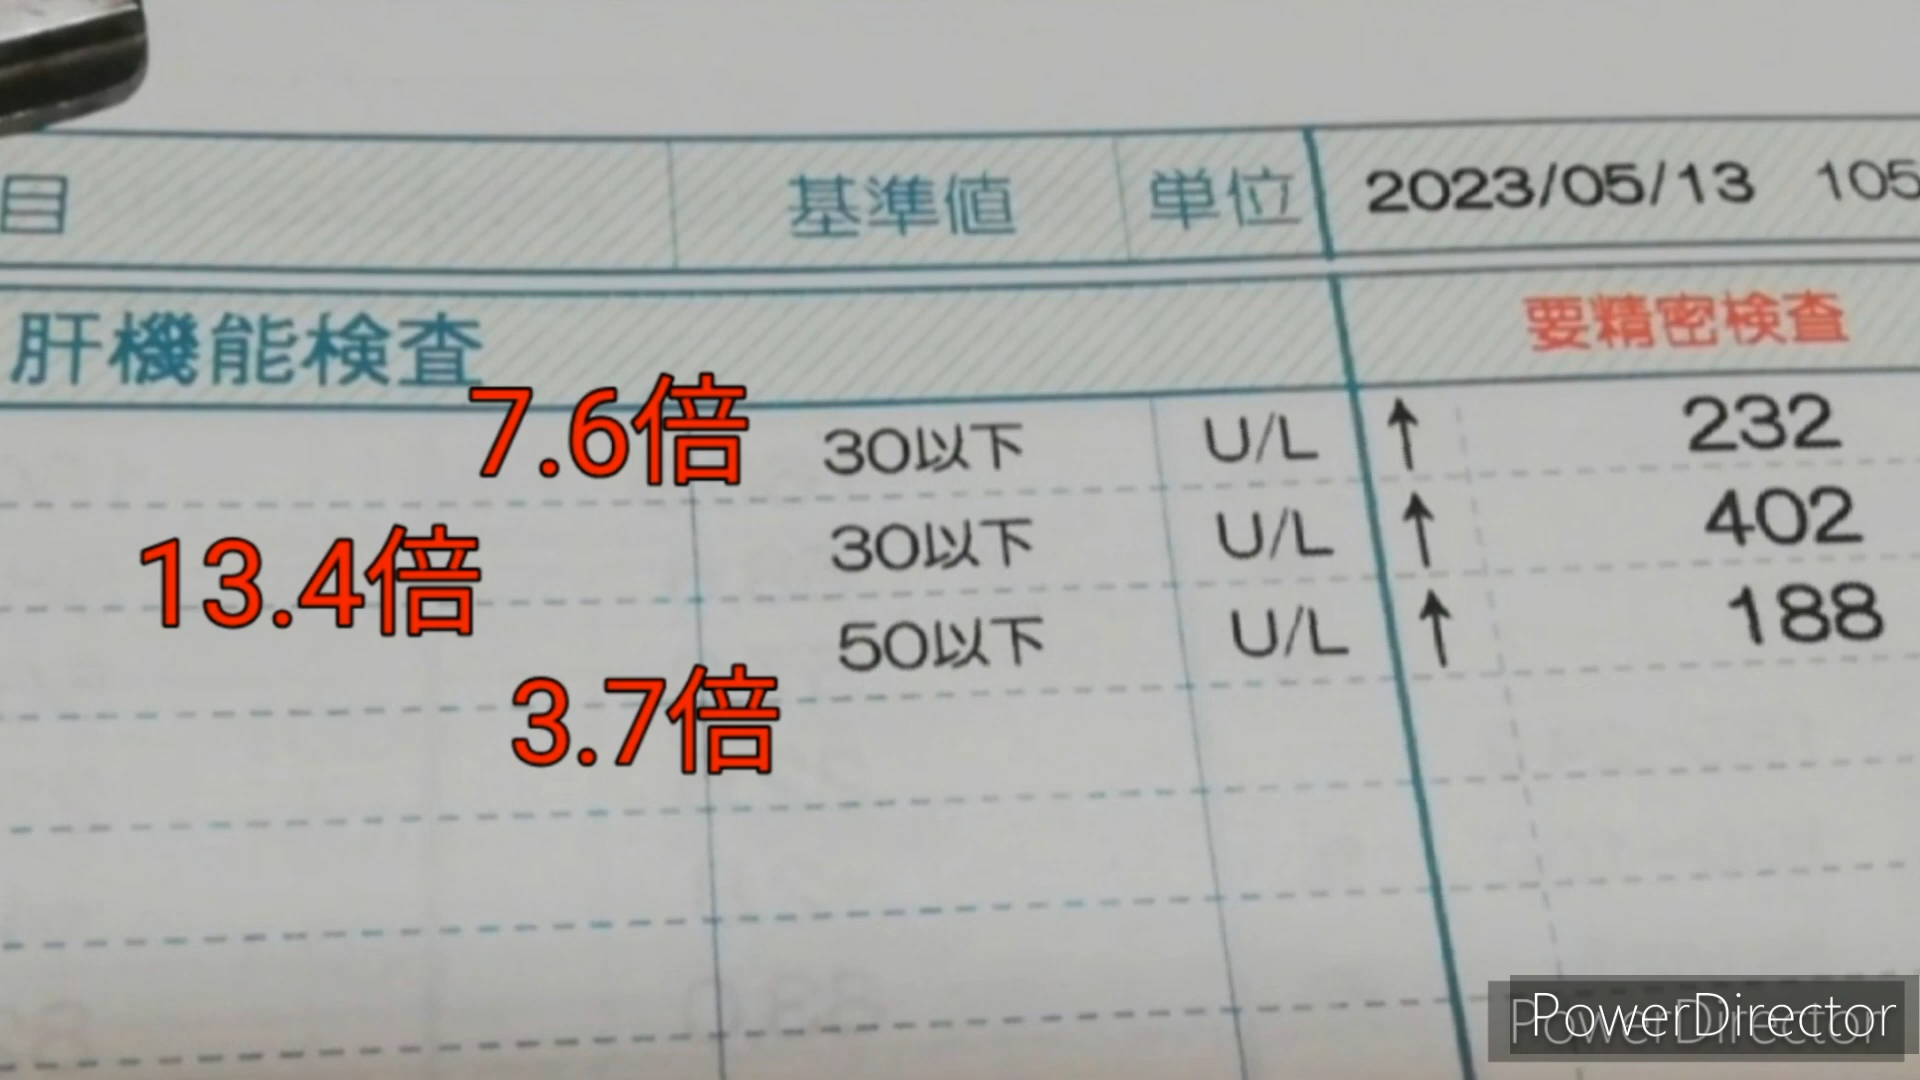 目 基準値 単位 2023/05/13 105
肝機能検査 要精密検査
7.6倍 30以下 U/L ↑ 232
13.4倍 30以下 U/L ↑ 402
3.7倍 50以下 U/L ↑ 188
PowerDirector
PowerDirector